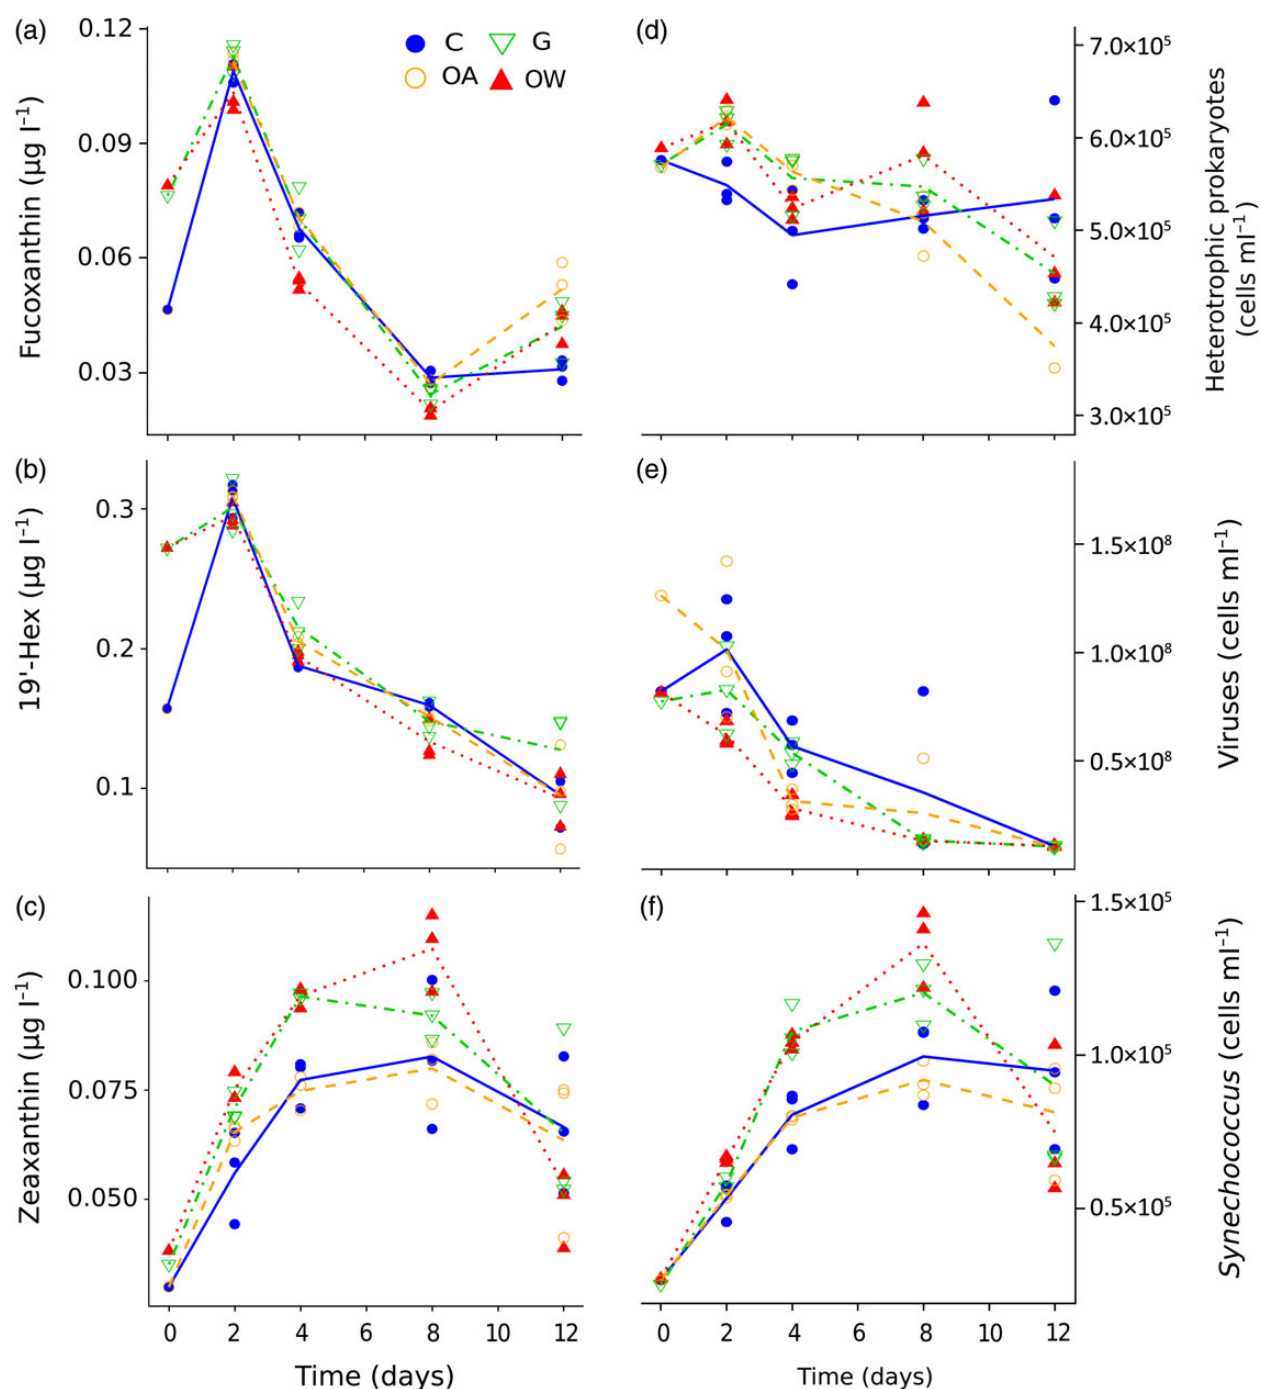 (a)
0.12
0.09
0.06
0.03
Fucoxanthin (µg l⁻¹)
C
G
OA
OW
(d)
7.0×10⁵
6.0×10⁵
5.0×10⁵
4.0×10⁵
3.0×10⁵
Heterotrophic prokaryotes
(cells ml⁻¹)
(b)
0.3
0.2
0.1
19'-Hex (µg l⁻¹)
(e)
1.5×10⁸
1.0×10⁸
0.5×10⁸
Viruses (cells ml⁻¹)
(c)
0.100
0.075
0.050
Zeaxanthin (µg l⁻¹)
0 2 4 8 10 12
Time (days)
(f)
1.5×10⁵
1.0×10⁵
0.5×10⁵
Synechococcus (cells ml⁻¹)
0 2 4 8 10 12
Time (days)